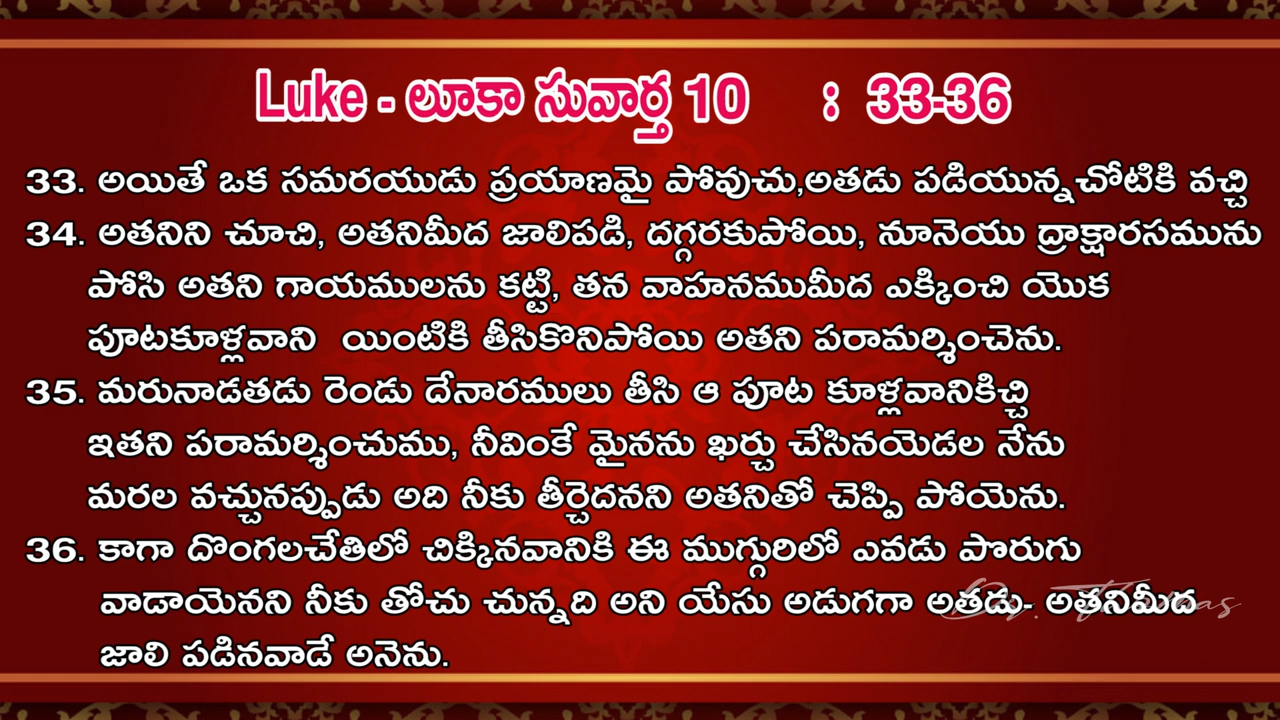 Luke - లూకా సువార్త 10 : 33-36
33. అయితే ఒక సమరయుడు ప్రయాణమై పోవుచు,అతడు పడియున్నచోటికి వచ్చి
34. అతనిని చూచి, అతనిమీద జాలిపడి, దగ్గరకుపోయి, నూనెయు ద్రాక్షారసమును
పోసి అతని గాయములను కట్టి, తన వాహనముమీద ఎక్కించి యొక
పూటకూళ్లవాని యింటికి తీసికొనిపోయి అతని పరామర్శించెను.
35. మరునాడతడు రెండు దేనారములు తీసి ఆ పూట కూళ్లవానికిచ్చి
ఇతని పరామర్శించుము, నీవింకే మైనను ఖర్చు చేసినయెడల నేను
మరల వచ్చునప్పుడు అది నీకు తీర్చెదనని అతనితో చెప్పి పోయెను.
36. కాగా దొంగలచేతిలో చిక్కినవానికి ఈ ముగ్గురిలో ఎవడు పొరుగు
వాడాయెనని నీకు తోచు చున్నది అని యేసు అడుగగా అతడు- అతనిమీద
జాలి పడినవాడే అనెను.